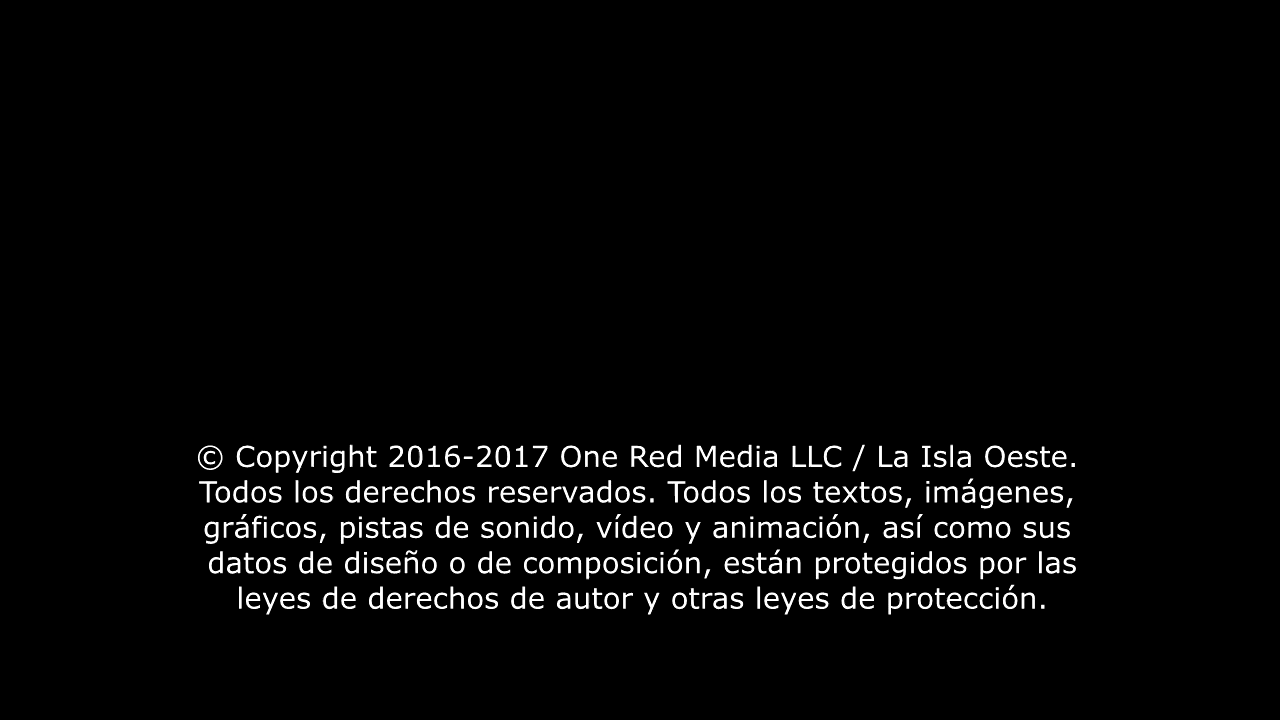 © Copyright 2016-2017 One Red Media LLC / La Isla Oeste.
Todos los derechos reservados. Todos los textos, imágenes,
gráficos, pistas de sonido, vídeo y animación, así como sus
datos de diseño o de composición, están protegidos por las
leyes de derechos de autor y otras leyes de protección.